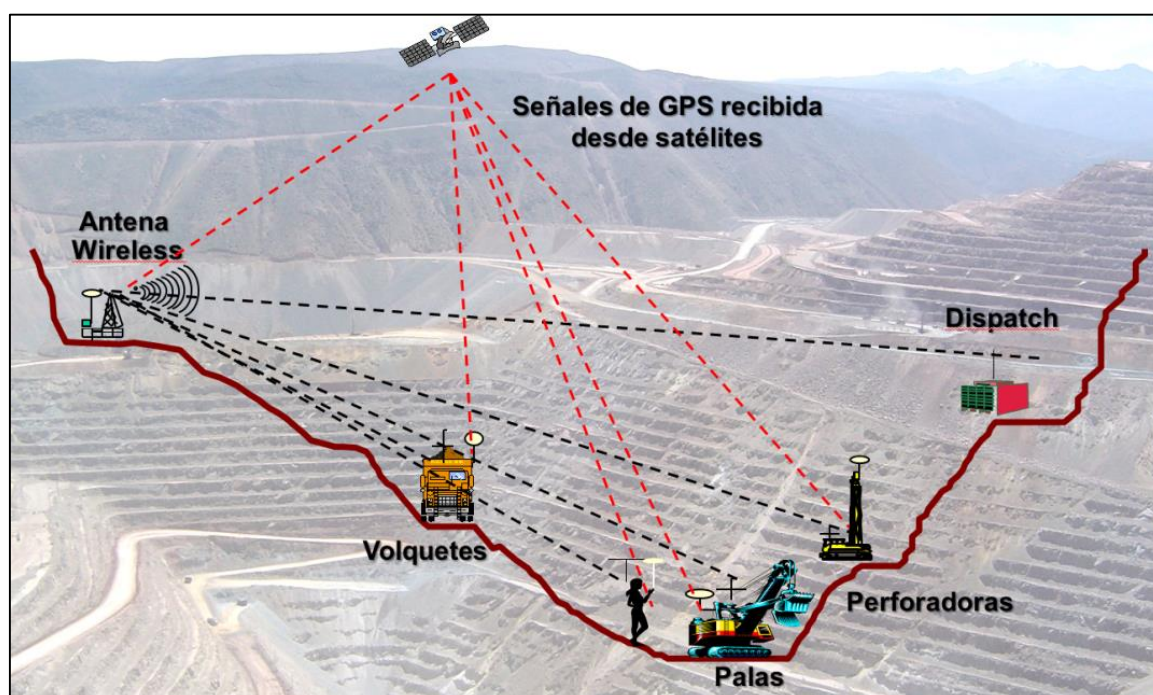 Señales de GPS recibida
desde satélites
Antena
Wireless
Dispatch
Volquetes
Perforadoras
Palas